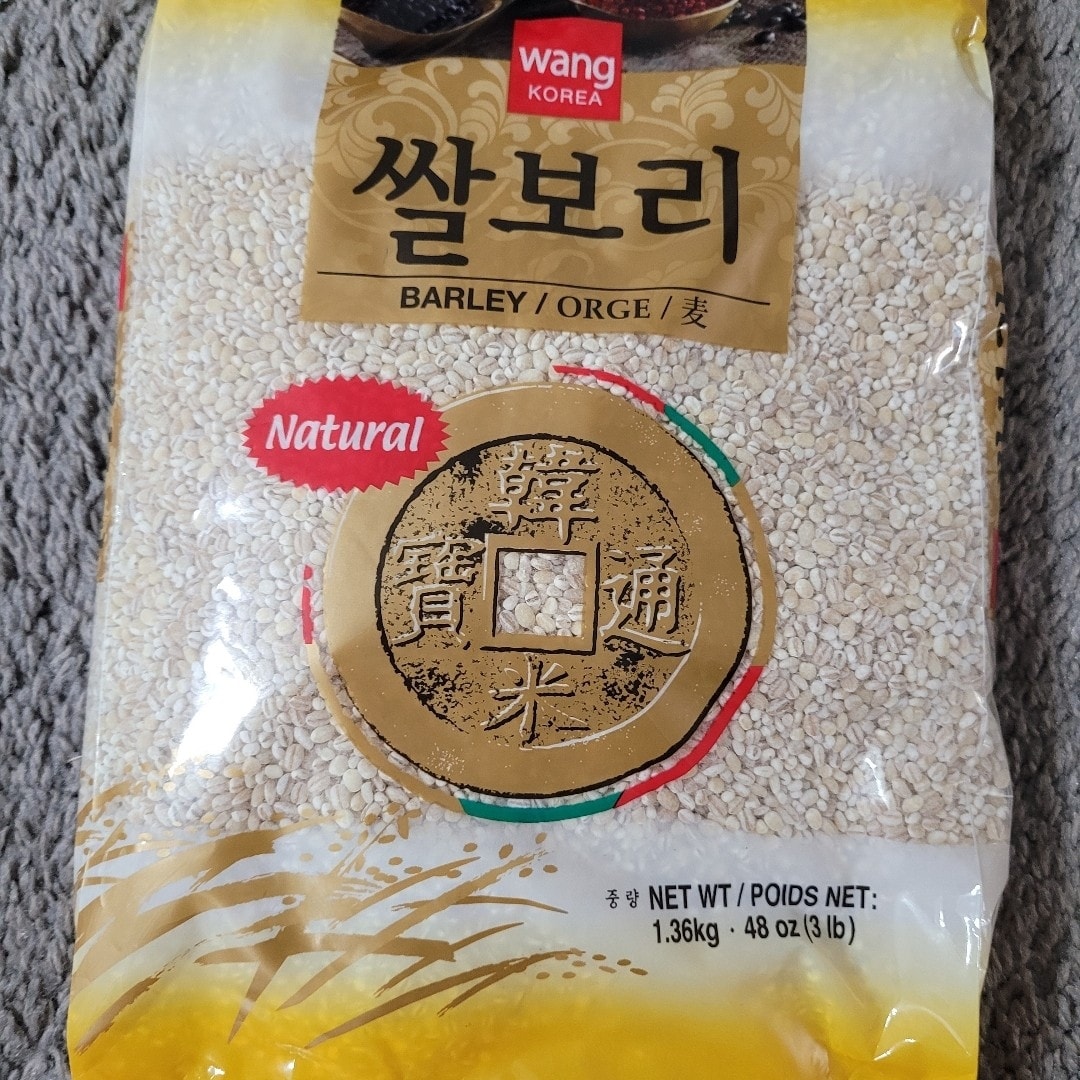 wang
KOREA
쌀보리
BARLEY / ORGE / 麦
Natural
韓
寶 通
米
중량 NET WT / POIDS NET:
1.36kg · 48 oz (3 lb)